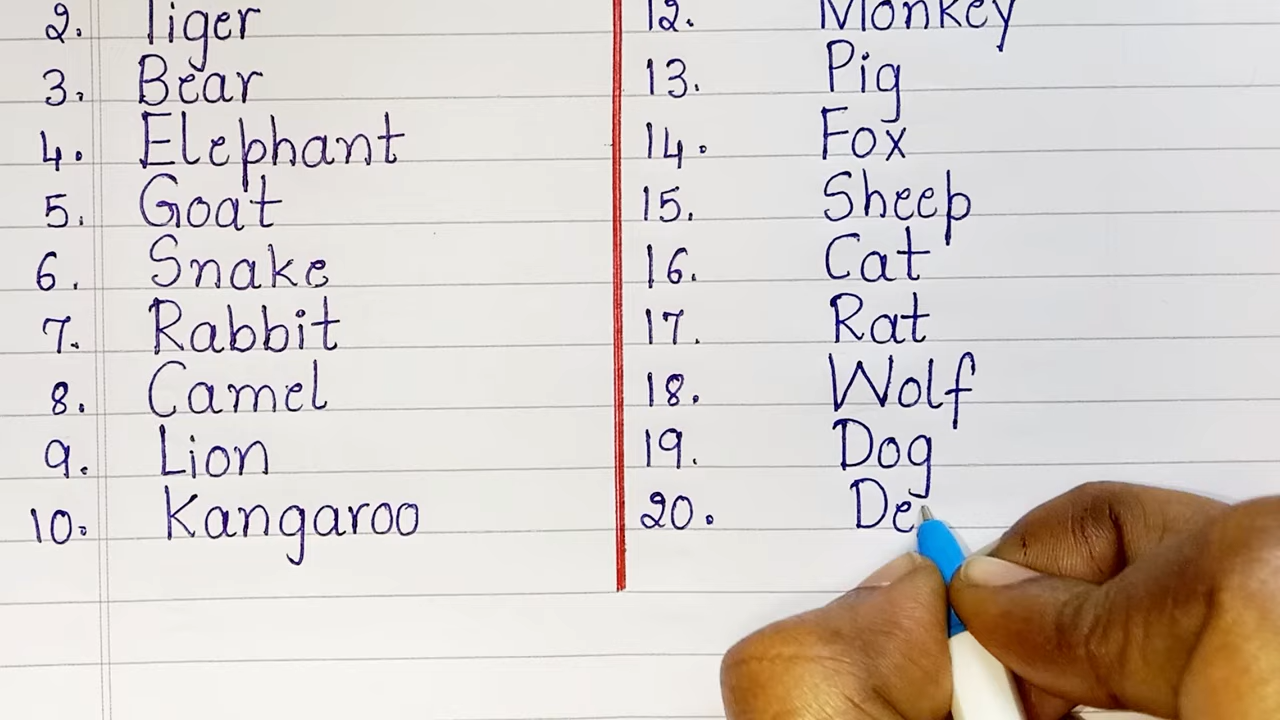 2. Tiger
3. Bear
4. Elephant
5. Goat
6. Snake
7. Rabbit
8. Camel
9. Lion
10. Kangaroo
12. Monkey
13. Pig
14. Fox
15. Sheep
16. Cat
17. Rat
18. Wolf
19. Dog
20. De